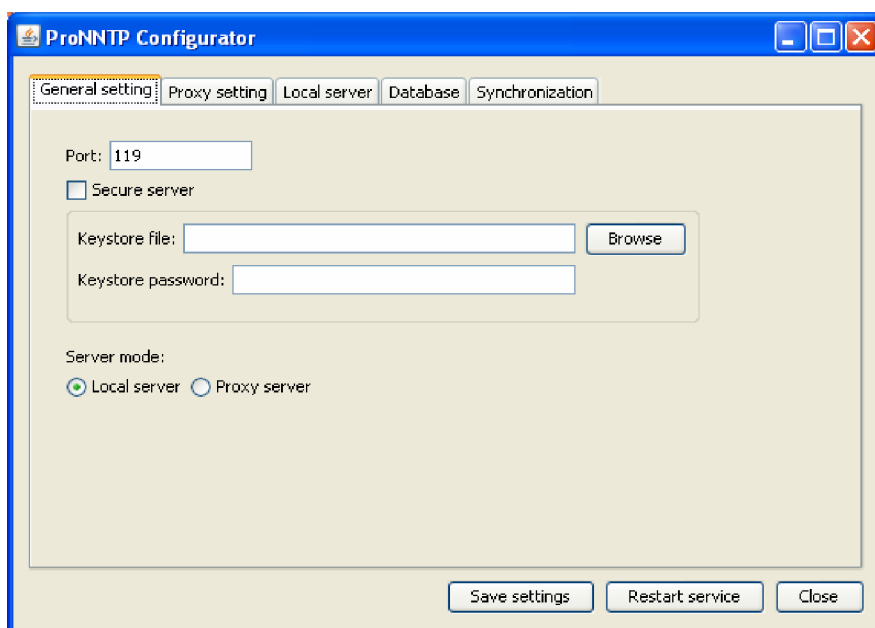 ProNNTP Configurator
General setting Proxy setting Local server Database Synchronization
Port: 119
Secure server
Keystore file: Browse
Keystore password:
Server mode:
Local server Proxy server
Save settings Restart service Close